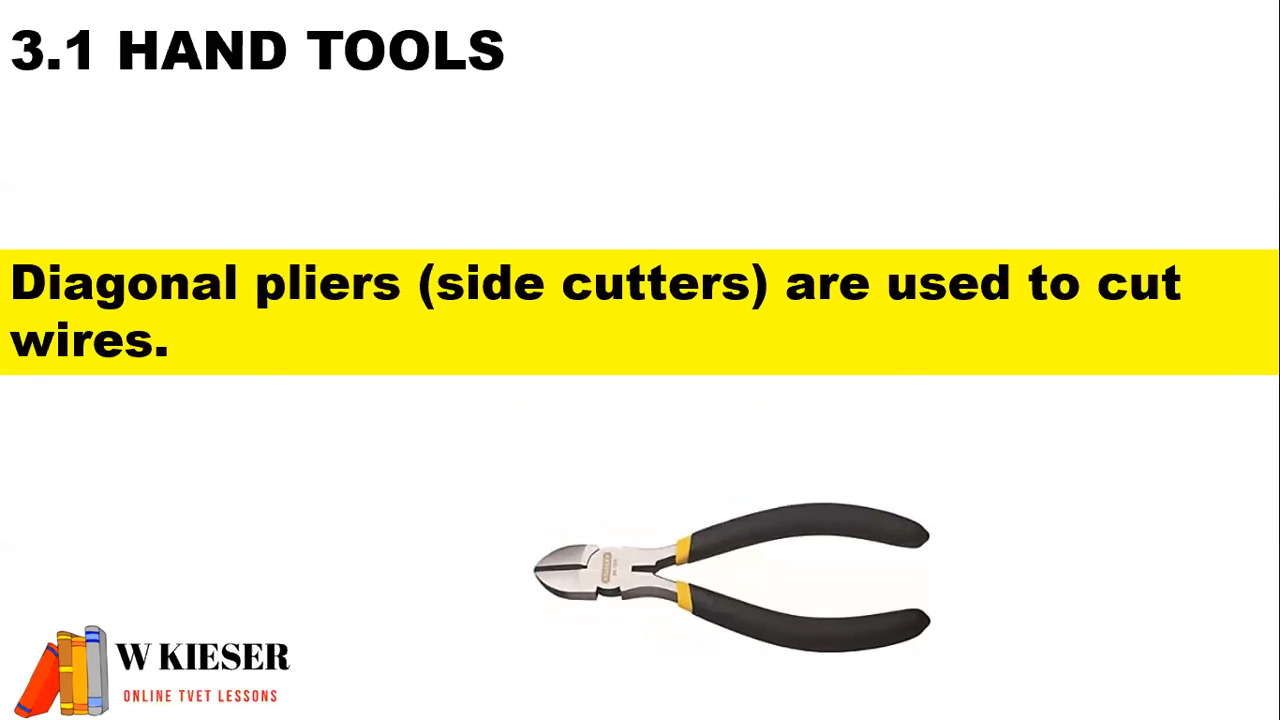 3.1 HAND TOOLS
Diagonal pliers (side cutters) are used to cut
wires.
W KIESER
ONLINE TVET LESSONS